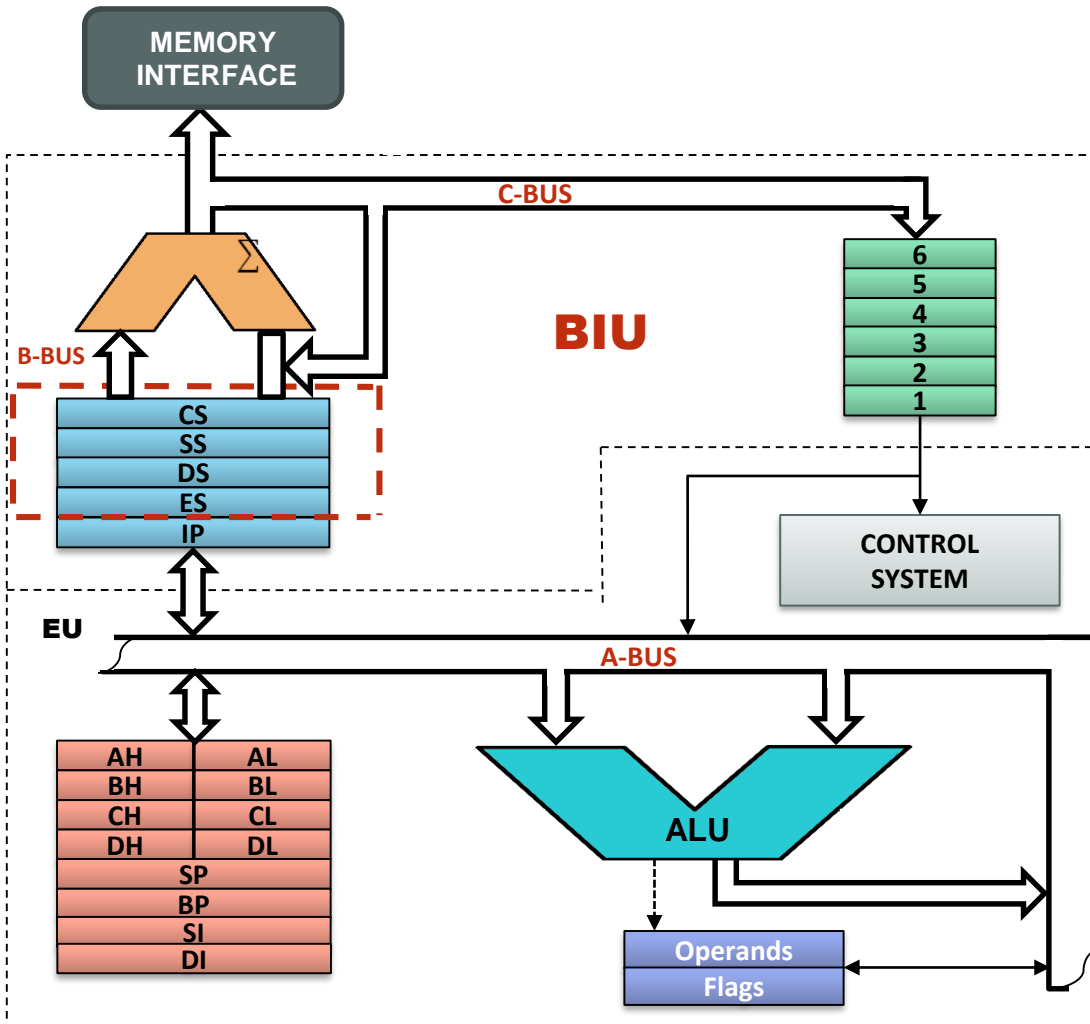 MEMORY
INTERFACE
C-BUS
∑
6
5
4
3
2
1
BIU
B-BUS
CS
SS
DS
ES
IP
CONTROL
SYSTEM
EU
A-BUS
AH AL
BH BL
CH CL
DH DL
SP
BP
SI
DI
ALU
Operands
Flags